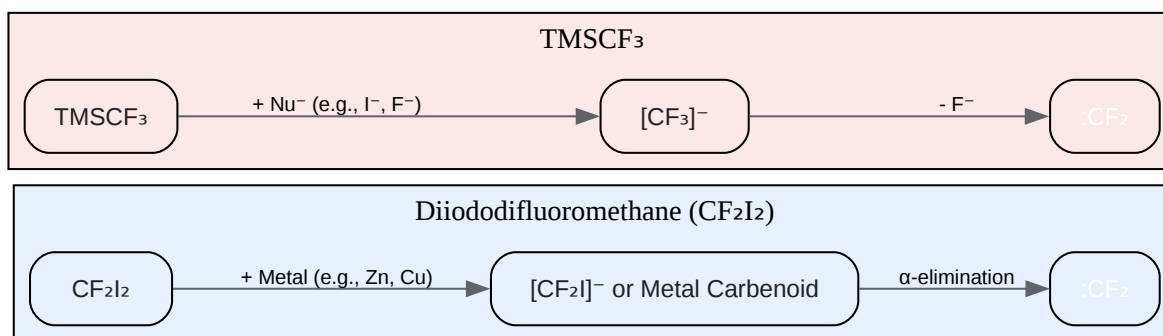 TMSCF₃
TMSCF₃
+ Nu⁻ (e.g., I⁻, F⁻)
[CF₃]⁻
- F⁻
:CF₂
Diiododifluoromethane (CF₂I₂)
CF₂I₂
+ Metal (e.g., Zn, Cu)
[CF₂I]⁻ or Metal Carbenoid
α-elimination
:CF₂